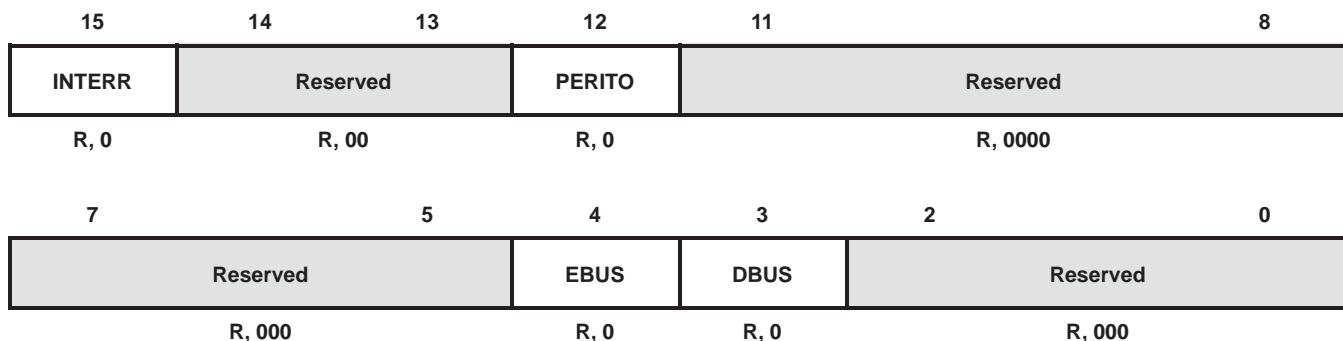 15 14 13 12 11 8
INTERR Reserved PERITO Reserved
R, 0 R, 00 R, 0 R, 0000
7 5 4 3 2 0
Reserved EBUS DBUS Reserved
R, 000 R, 0 R, 0 R, 000